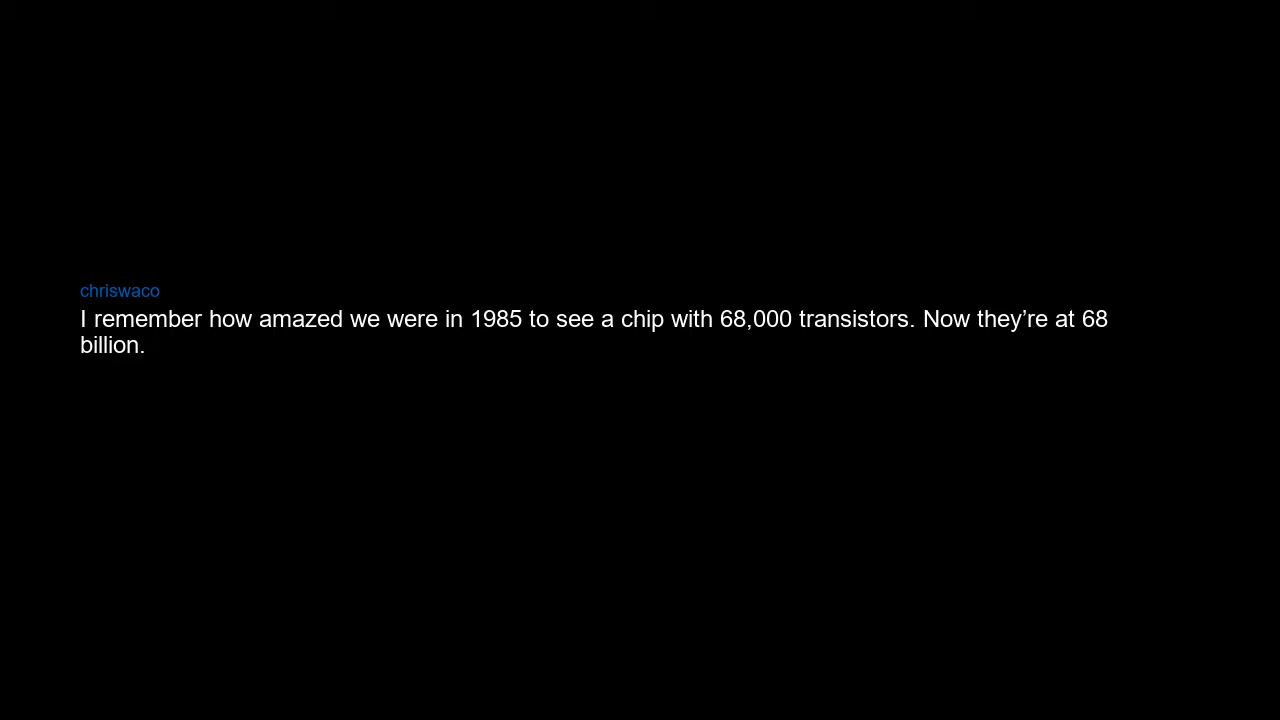 chriswaco
I remember how amazed we were in 1985 to see a chip with 68,000 transistors. Now they’re at 68
billion.